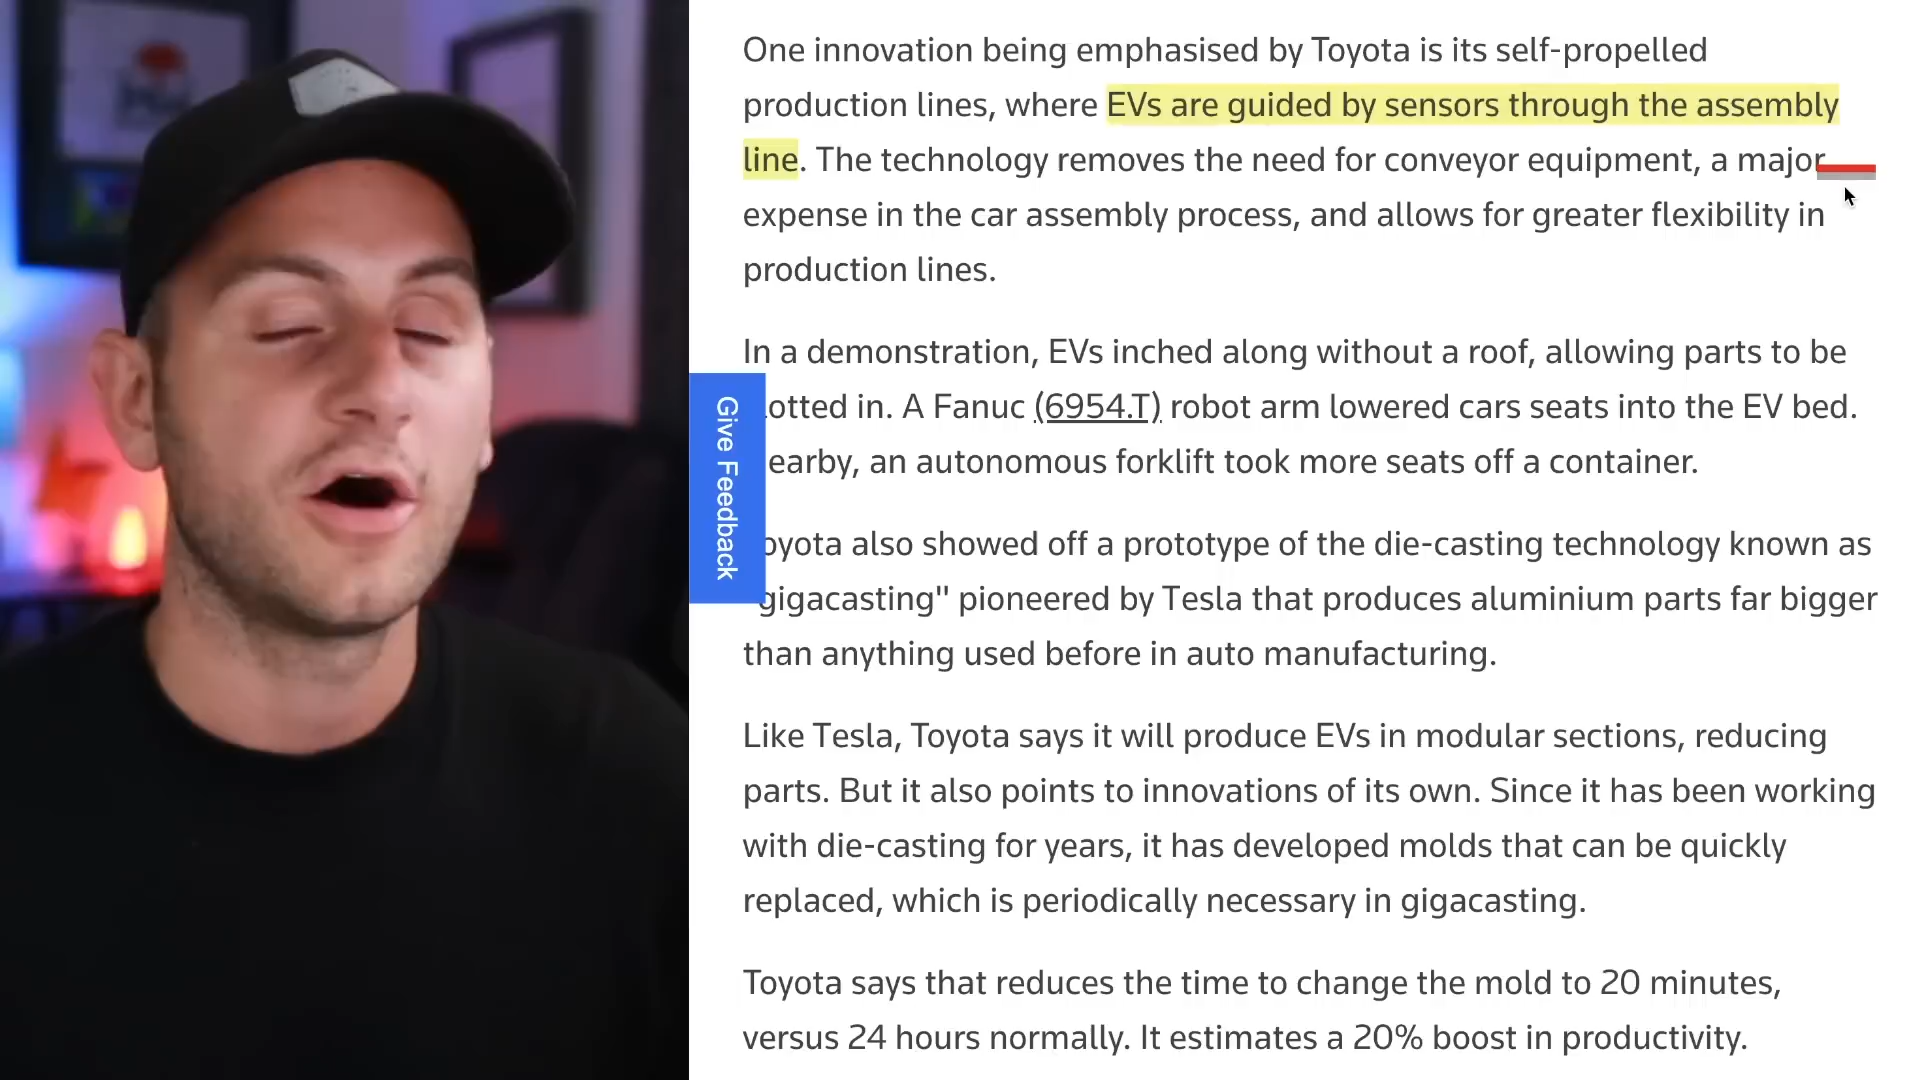 One innovation being emphasised by Toyota is its self-propelled
production lines, where EVs are guided by sensors through the assembly
line. The technology removes the need for conveyor equipment, a major
expense in the car assembly process, and allows for greater flexibility in
production lines.
In a demonstration, EVs inched along without a roof, allowing parts to be
lotted in. A Fanuc (6954.T) robot arm lowered cars seats into the EV bed.
earby, an autonomous forklift took more seats off a container.
Give Feedback
oyota also showed off a prototype of the die-casting technology known as
gigacasting" pioneered by Tesla that produces aluminium parts far bigger
than anything used before in auto manufacturing.
Like Tesla, Toyota says it will produce EVs in modular sections, reducing
parts. But it also points to innovations of its own. Since it has been working
with die-casting for years, it has developed molds that can be quickly
replaced, which is periodically necessary in gigacasting.
Toyota says that reduces the time to change the mold to 20 minutes,
versus 24 hours normally. It estimates a 20% boost in productivity.